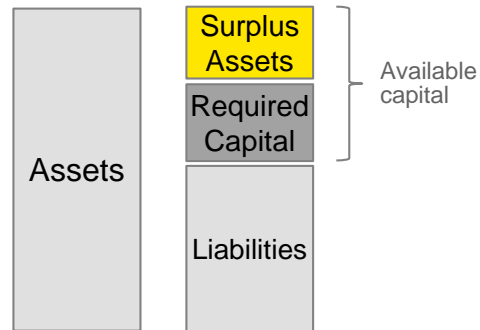 Assets
Surplus
Assets
Required
Capital
Liabilities
Available
capital